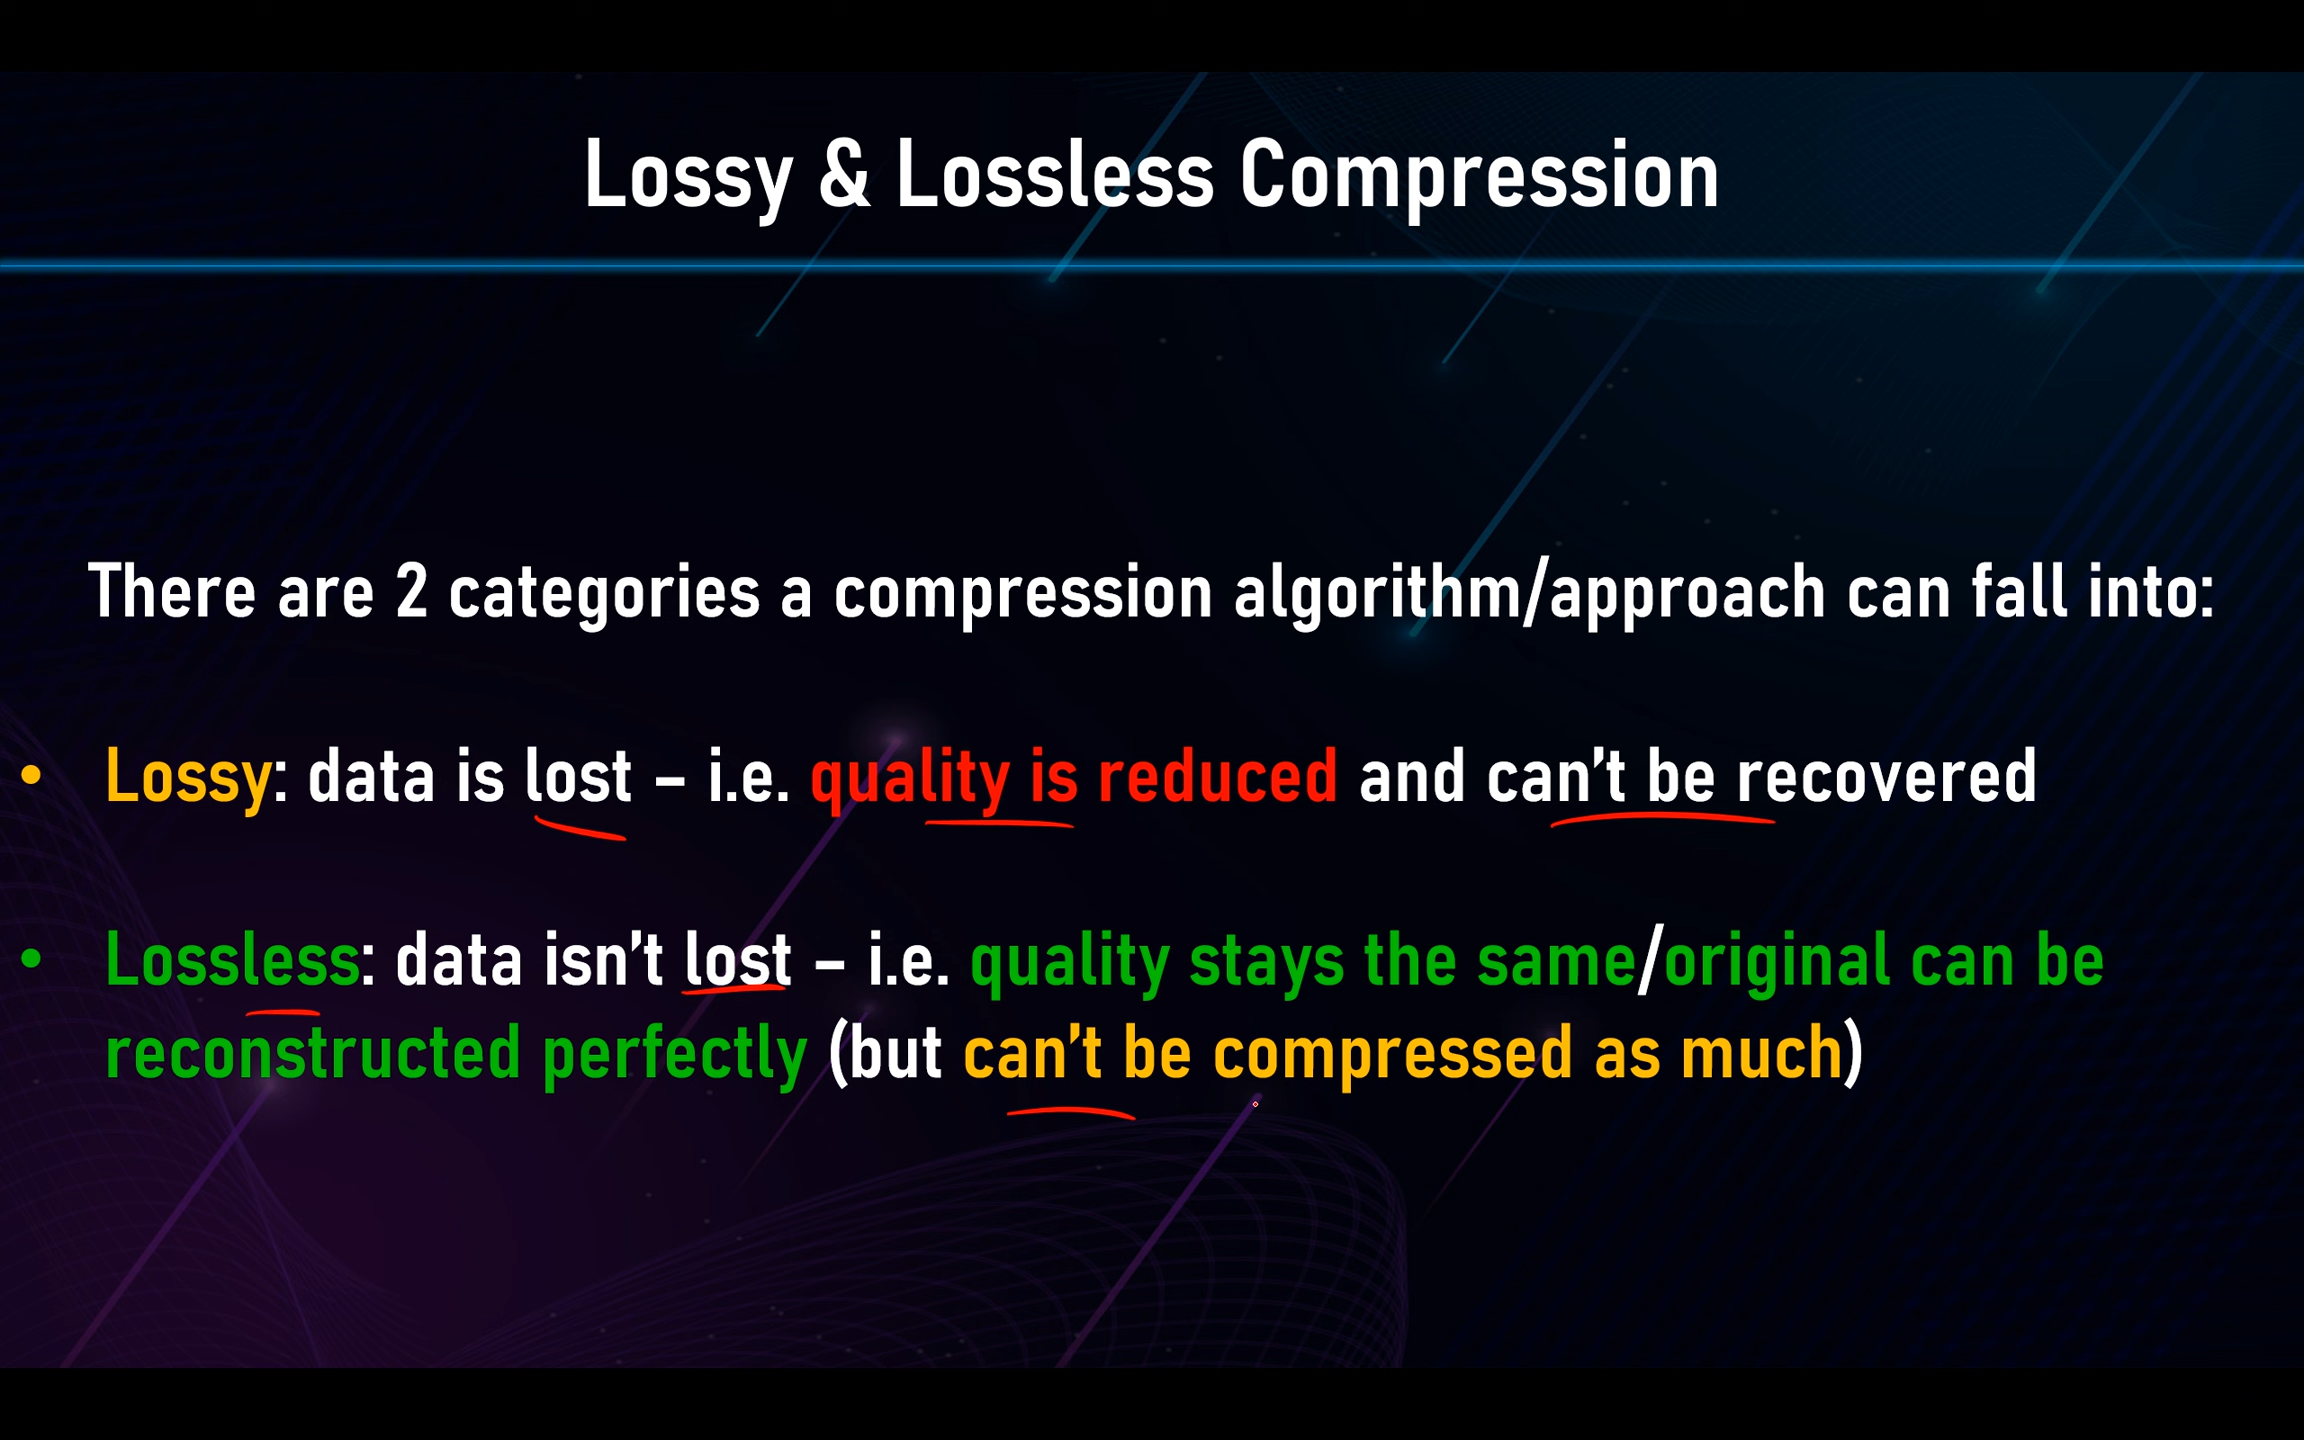 Lossy & Lossless Compression
There are 2 categories a compression algorithm/approach can fall into:
• Lossy: data is lost – i.e. quality is reduced and can’t be recovered
• Lossless: data isn’t lost – i.e. quality stays the same/original can be
reconstructed perfectly (but can’t be compressed as much)